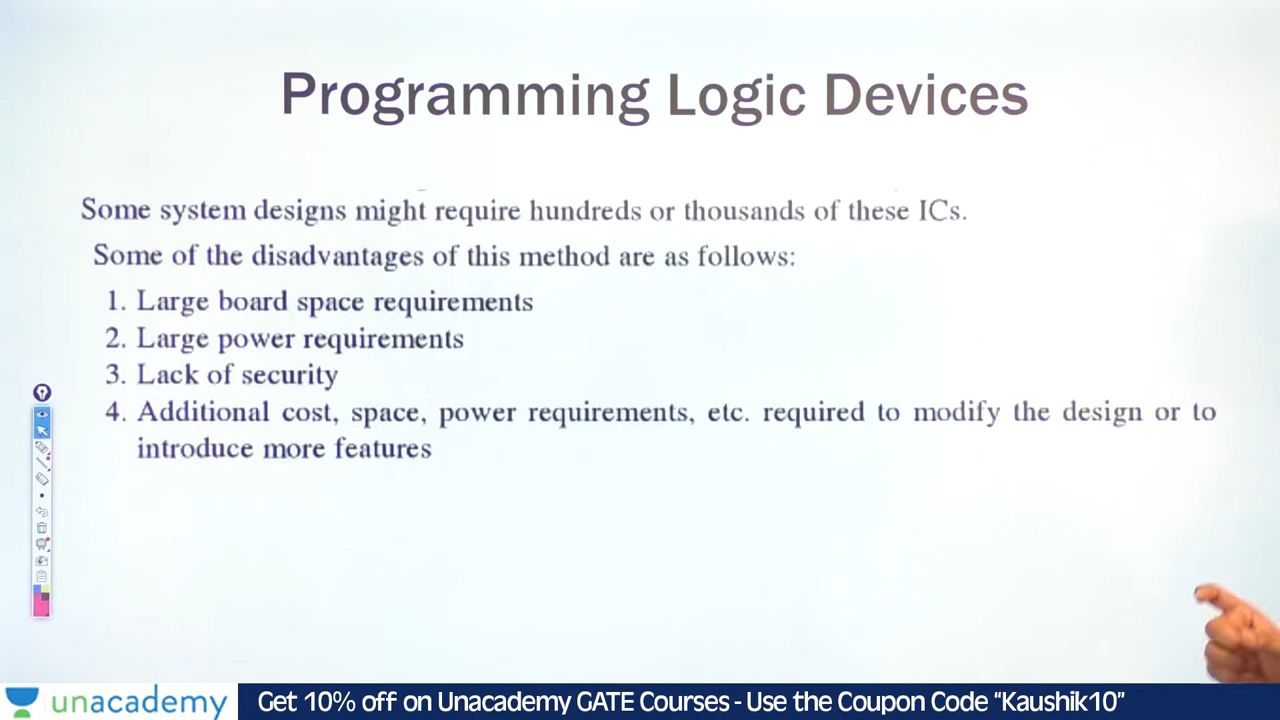 Programming Logic Devices
Some system designs might require hundreds or thousands of these ICs.
Some of the disadvantages of this method are as follows:
1. Large board space requirements
2. Large power requirements
3. Lack of security
4. Additional cost, space, power requirements, etc. required to modify the design or to
introduce more features
unacademy
Get 10% off on Unacademy GATE Courses - Use the Coupon Code “Kaushik10”